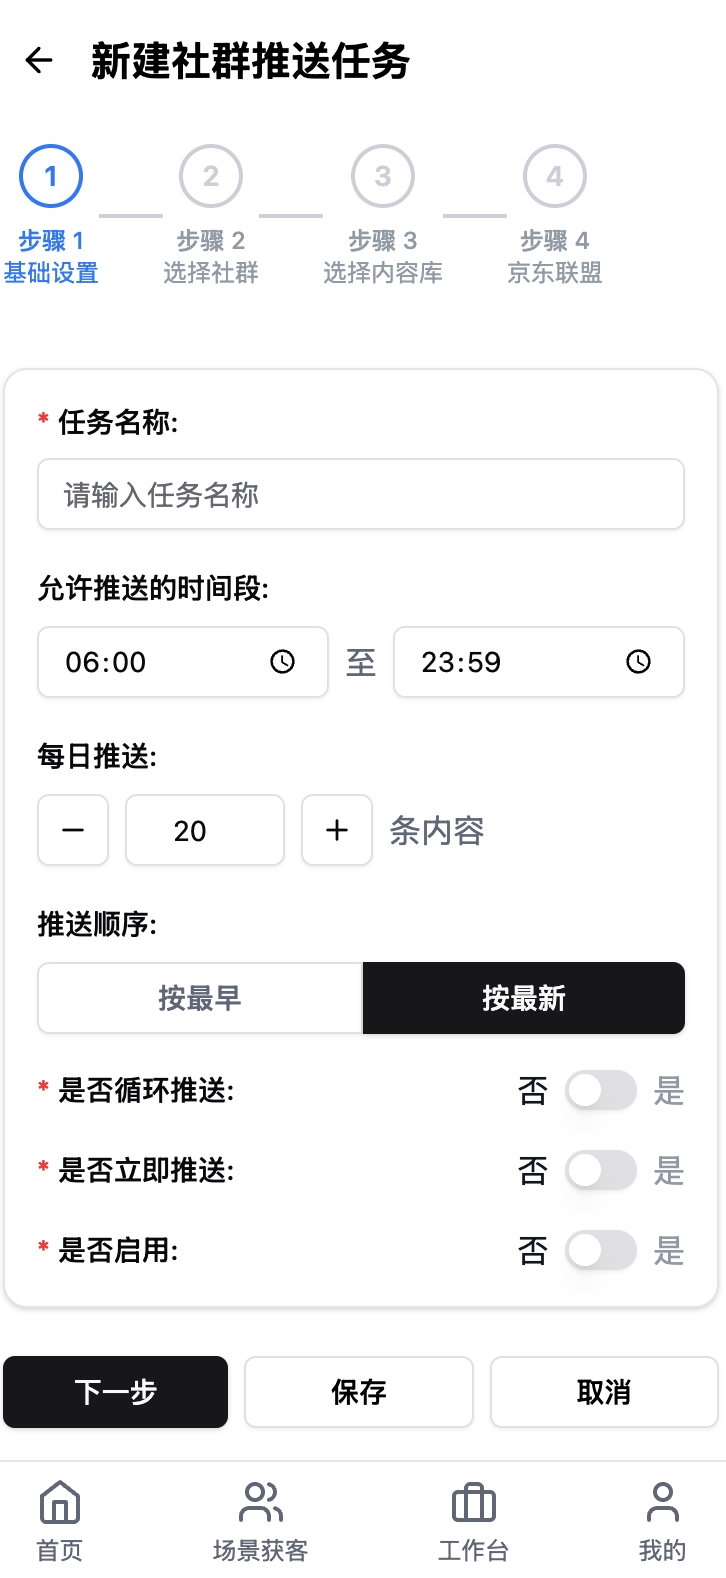 新建社群推送任务
1
2
3
4
步骤 1
步骤 2
步骤 3
步骤 4
基础设置
选择社群
选择内容库
京东联盟
* 任务名称:
请输入任务名称
允许推送的时间段:
06:00 至 23:59
每日推送:
20 条内容
推送顺序:
按最早 按最新
* 是否循环推送: 否 是
* 是否立即推送: 否 是
* 是否启用: 否 是
下一步 保存 取消
首页 场景获客 工作台 我的